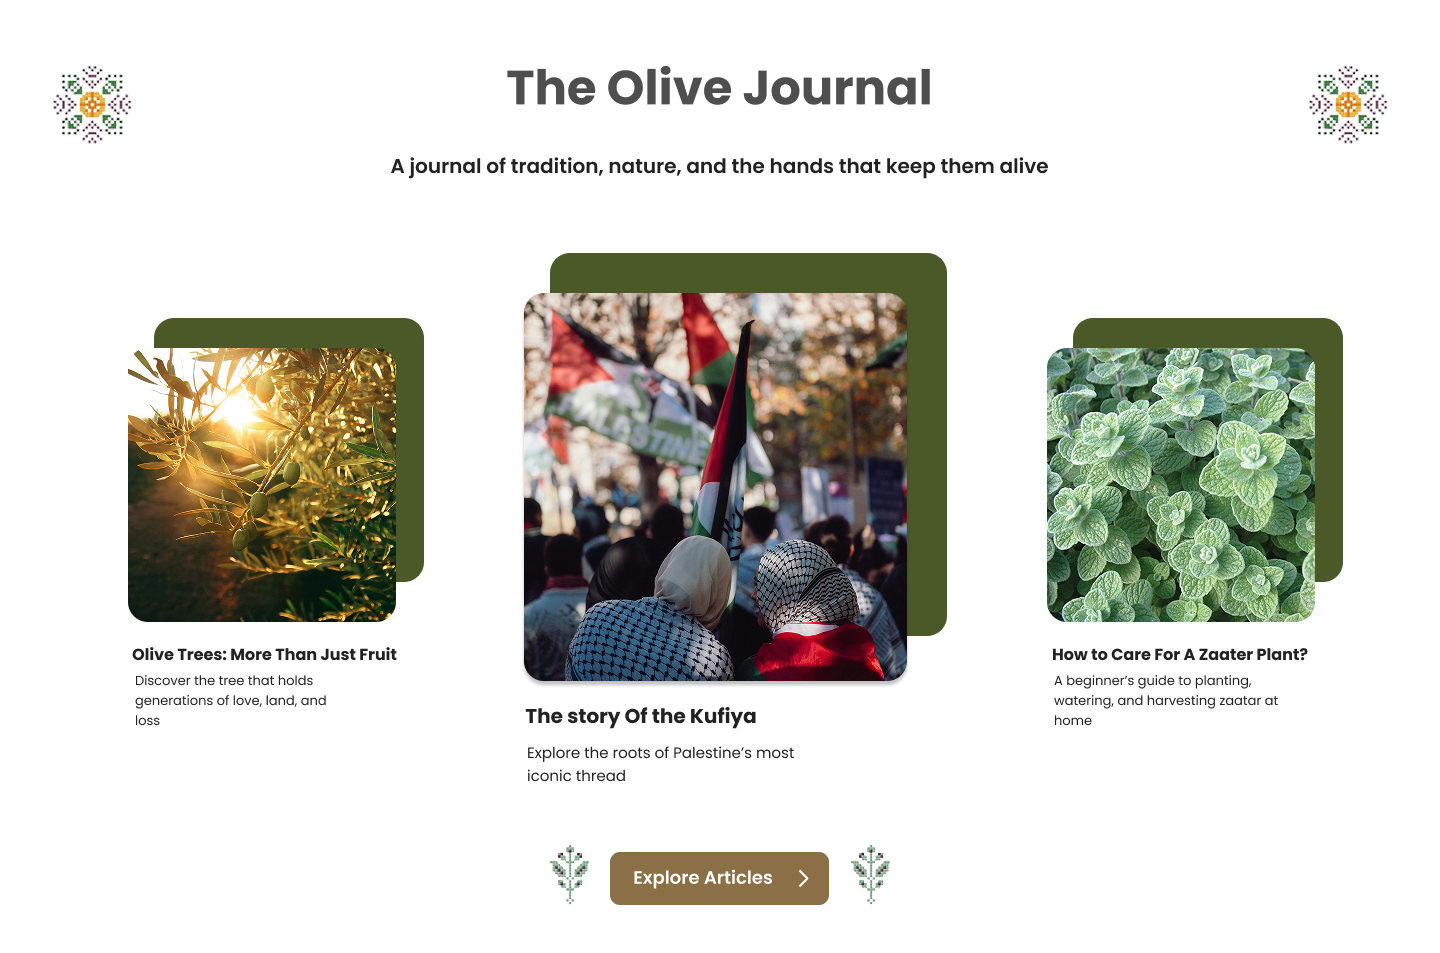 The Olive Journal
A journal of tradition, nature, and the hands that keep them alive
PALESTINE
Olive Trees: More Than Just Fruit
Discover the tree that holds
generations of love, land, and
loss
The story Of the Kufiya
Explore the roots of Palestine’s most
iconic thread
How to Care For A Zaater Plant?
A beginner’s guide to planting,
watering, and harvesting zaatar at
home
Explore Articles